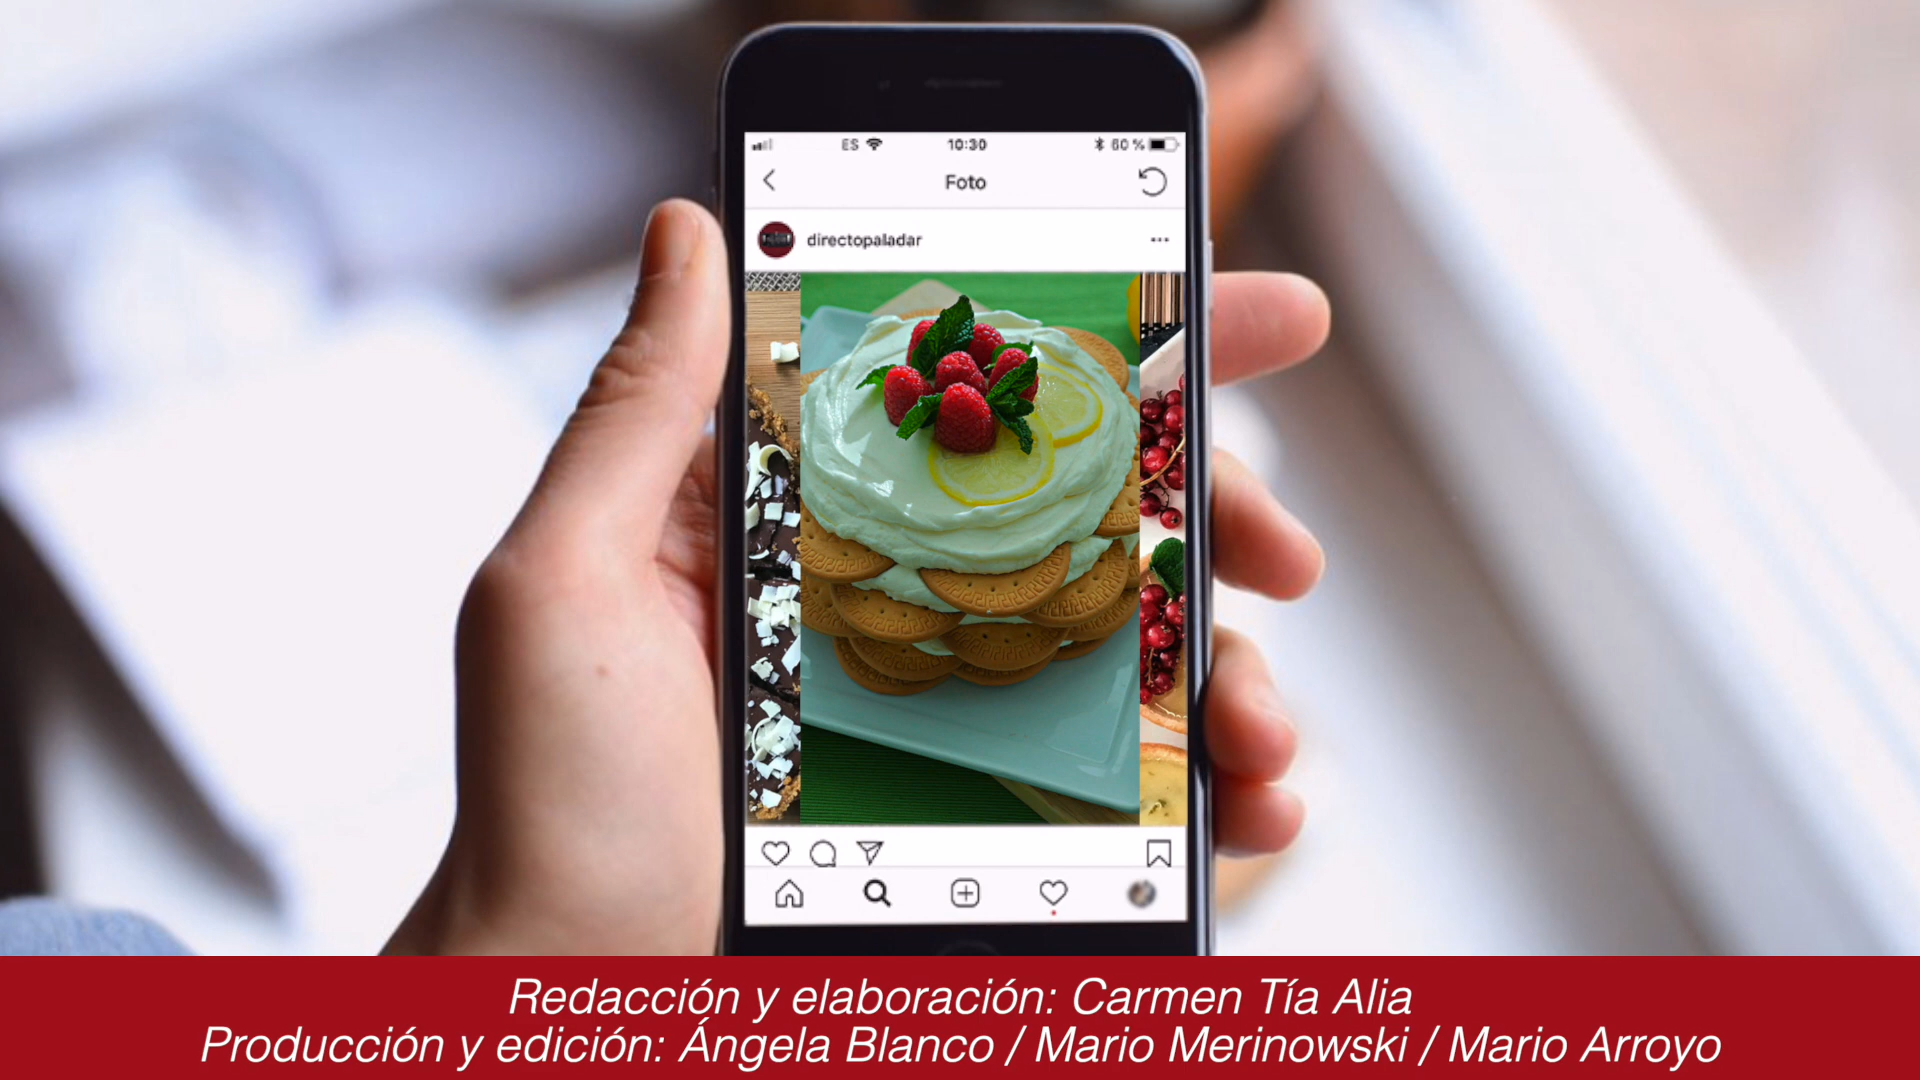 ES
10:30
60 %
Foto
directopaladar
Redacción y elaboración: Carmen Tía Alia
Producción y edición: Ángela Blanco / Mario Merinowski / Mario Arroyo